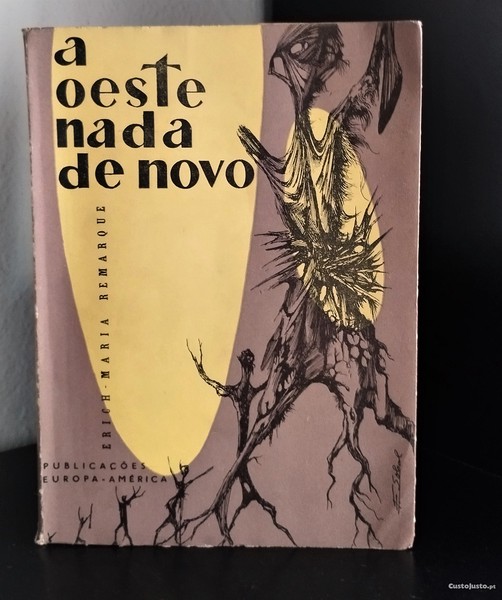 a
oeste
nada
de novo
ERICH-MARIA REMARQUE
PUBLICAÇÕES
EUROPA-AMÉRICA
CustoJusto.pt